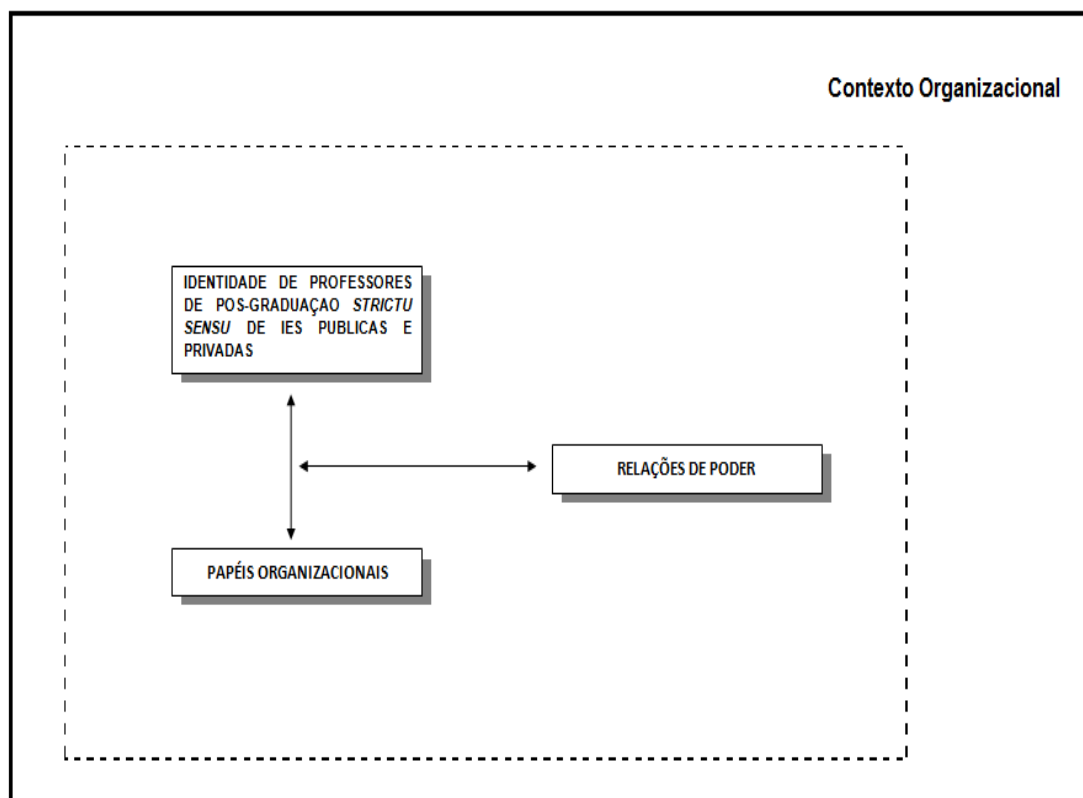 Contexto Organizacional
IDENTIDADE DE PROFESSORES
DE POS-GRADUAÇAO STRICTU
SENSU DE IES PUBLICAS E
PRIVADAS
RELAÇÕES DE PODER
PAPÉIS ORGANIZACIONAIS